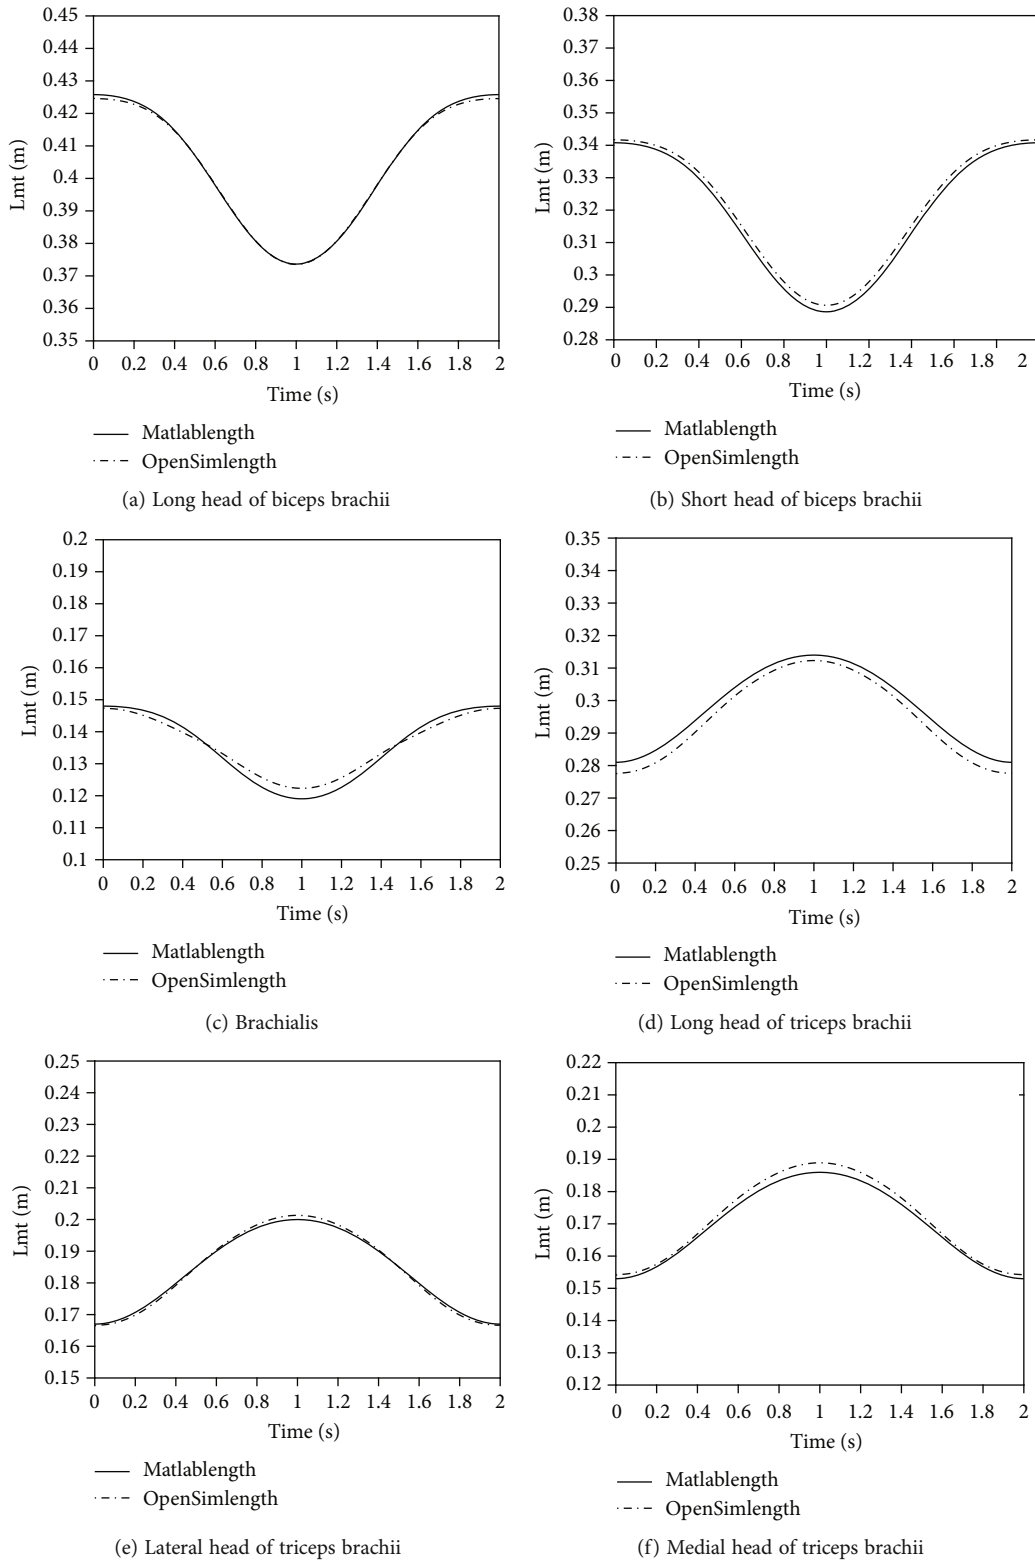 0.45
0.44
0.43
0.42
0.41
0.4
0.39
0.38
0.37
0.36
0.35
Lmt (m)
0 0.2 0.4 0.6 0.8 1 1.2 1.4 1.6 1.8 2
Time (s)
Matlablength
OpenSimlength
(a) Long head of biceps brachii
0.38
0.37
0.36
0.35
0.34
0.33
0.32
0.31
0.3
0.29
0.28
Lmt (m)
0 0.2 0.4 0.6 0.8 1 1.2 1.4 1.6 1.8 2
Time (s)
Matlablength
OpenSimlength
(b) Short head of biceps brachii
0.2
0.19
0.18
0.17
0.16
0.15
0.14
0.13
0.12
0.11
0.1
Lmt (m)
0 0.2 0.4 0.6 0.8 1 1.2 1.4 1.6 1.8 2
Time (s)
Matlablength
OpenSimlength
(c) Brachialis
0.35
0.34
0.33
0.32
0.31
0.3
0.29
0.28
0.27
0.26
0.25
Lmt (m)
0 0.2 0.4 0.6 0.8 1 1.2 1.4 1.6 1.8 2
Time (s)
Matlablength
OpenSimlength
(d) Long head of triceps brachii
0.25
0.24
0.23
0.22
0.21
0.2
0.19
0.18
0.17
0.16
0.15
Lmt (m)
0 0.2 0.4 0.6 0.8 1 1.2 1.4 1.6 1.8 2
Time (s)
Matlablength
OpenSimlength
(e) Lateral head of triceps brachii
0.22
0.21
0.2
0.19
0.18
0.17
0.16
0.15
0.14
0.13
0.12
Lmt (m)
0 0.2 0.4 0.6 0.8 1 1.2 1.4 1.6 1.8 2
Time (s)
Matlablength
OpenSimlength
(f) Medial head of triceps brachii